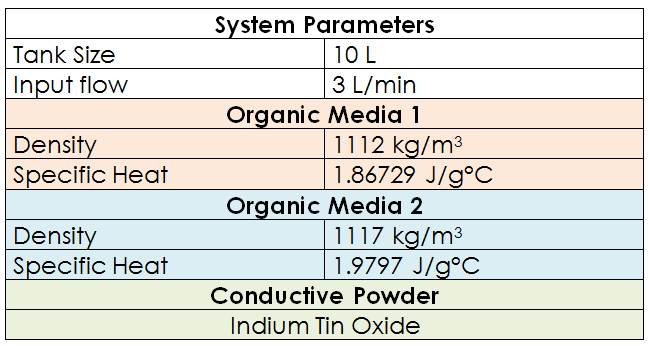 System Parameters
Tank Size 10 L
Input flow 3 L/min
Organic Media 1
Density 1112 kg/m³
Specific Heat 1.86729 J/g°C
Organic Media 2
Density 1117 kg/m³
Specific Heat 1.9797 J/g°C
Conductive Powder
Indium Tin Oxide